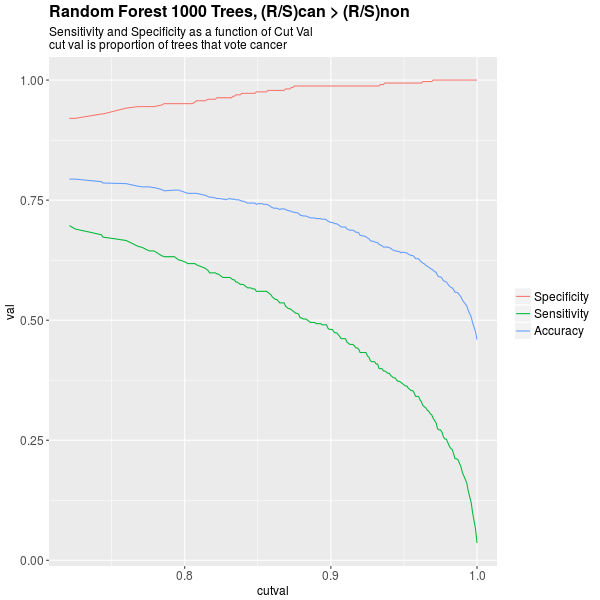 Random Forest 1000 Trees, (R/S)can > (R/S)non
Sensitivity and Specificity as a function of Cut Val
cut val is proportion of trees that vote cancer
1.00
0.75
0.50
0.25
0.00
val
0.8
0.9
1.0
cutval
Specificity
Sensitivity
Accuracy